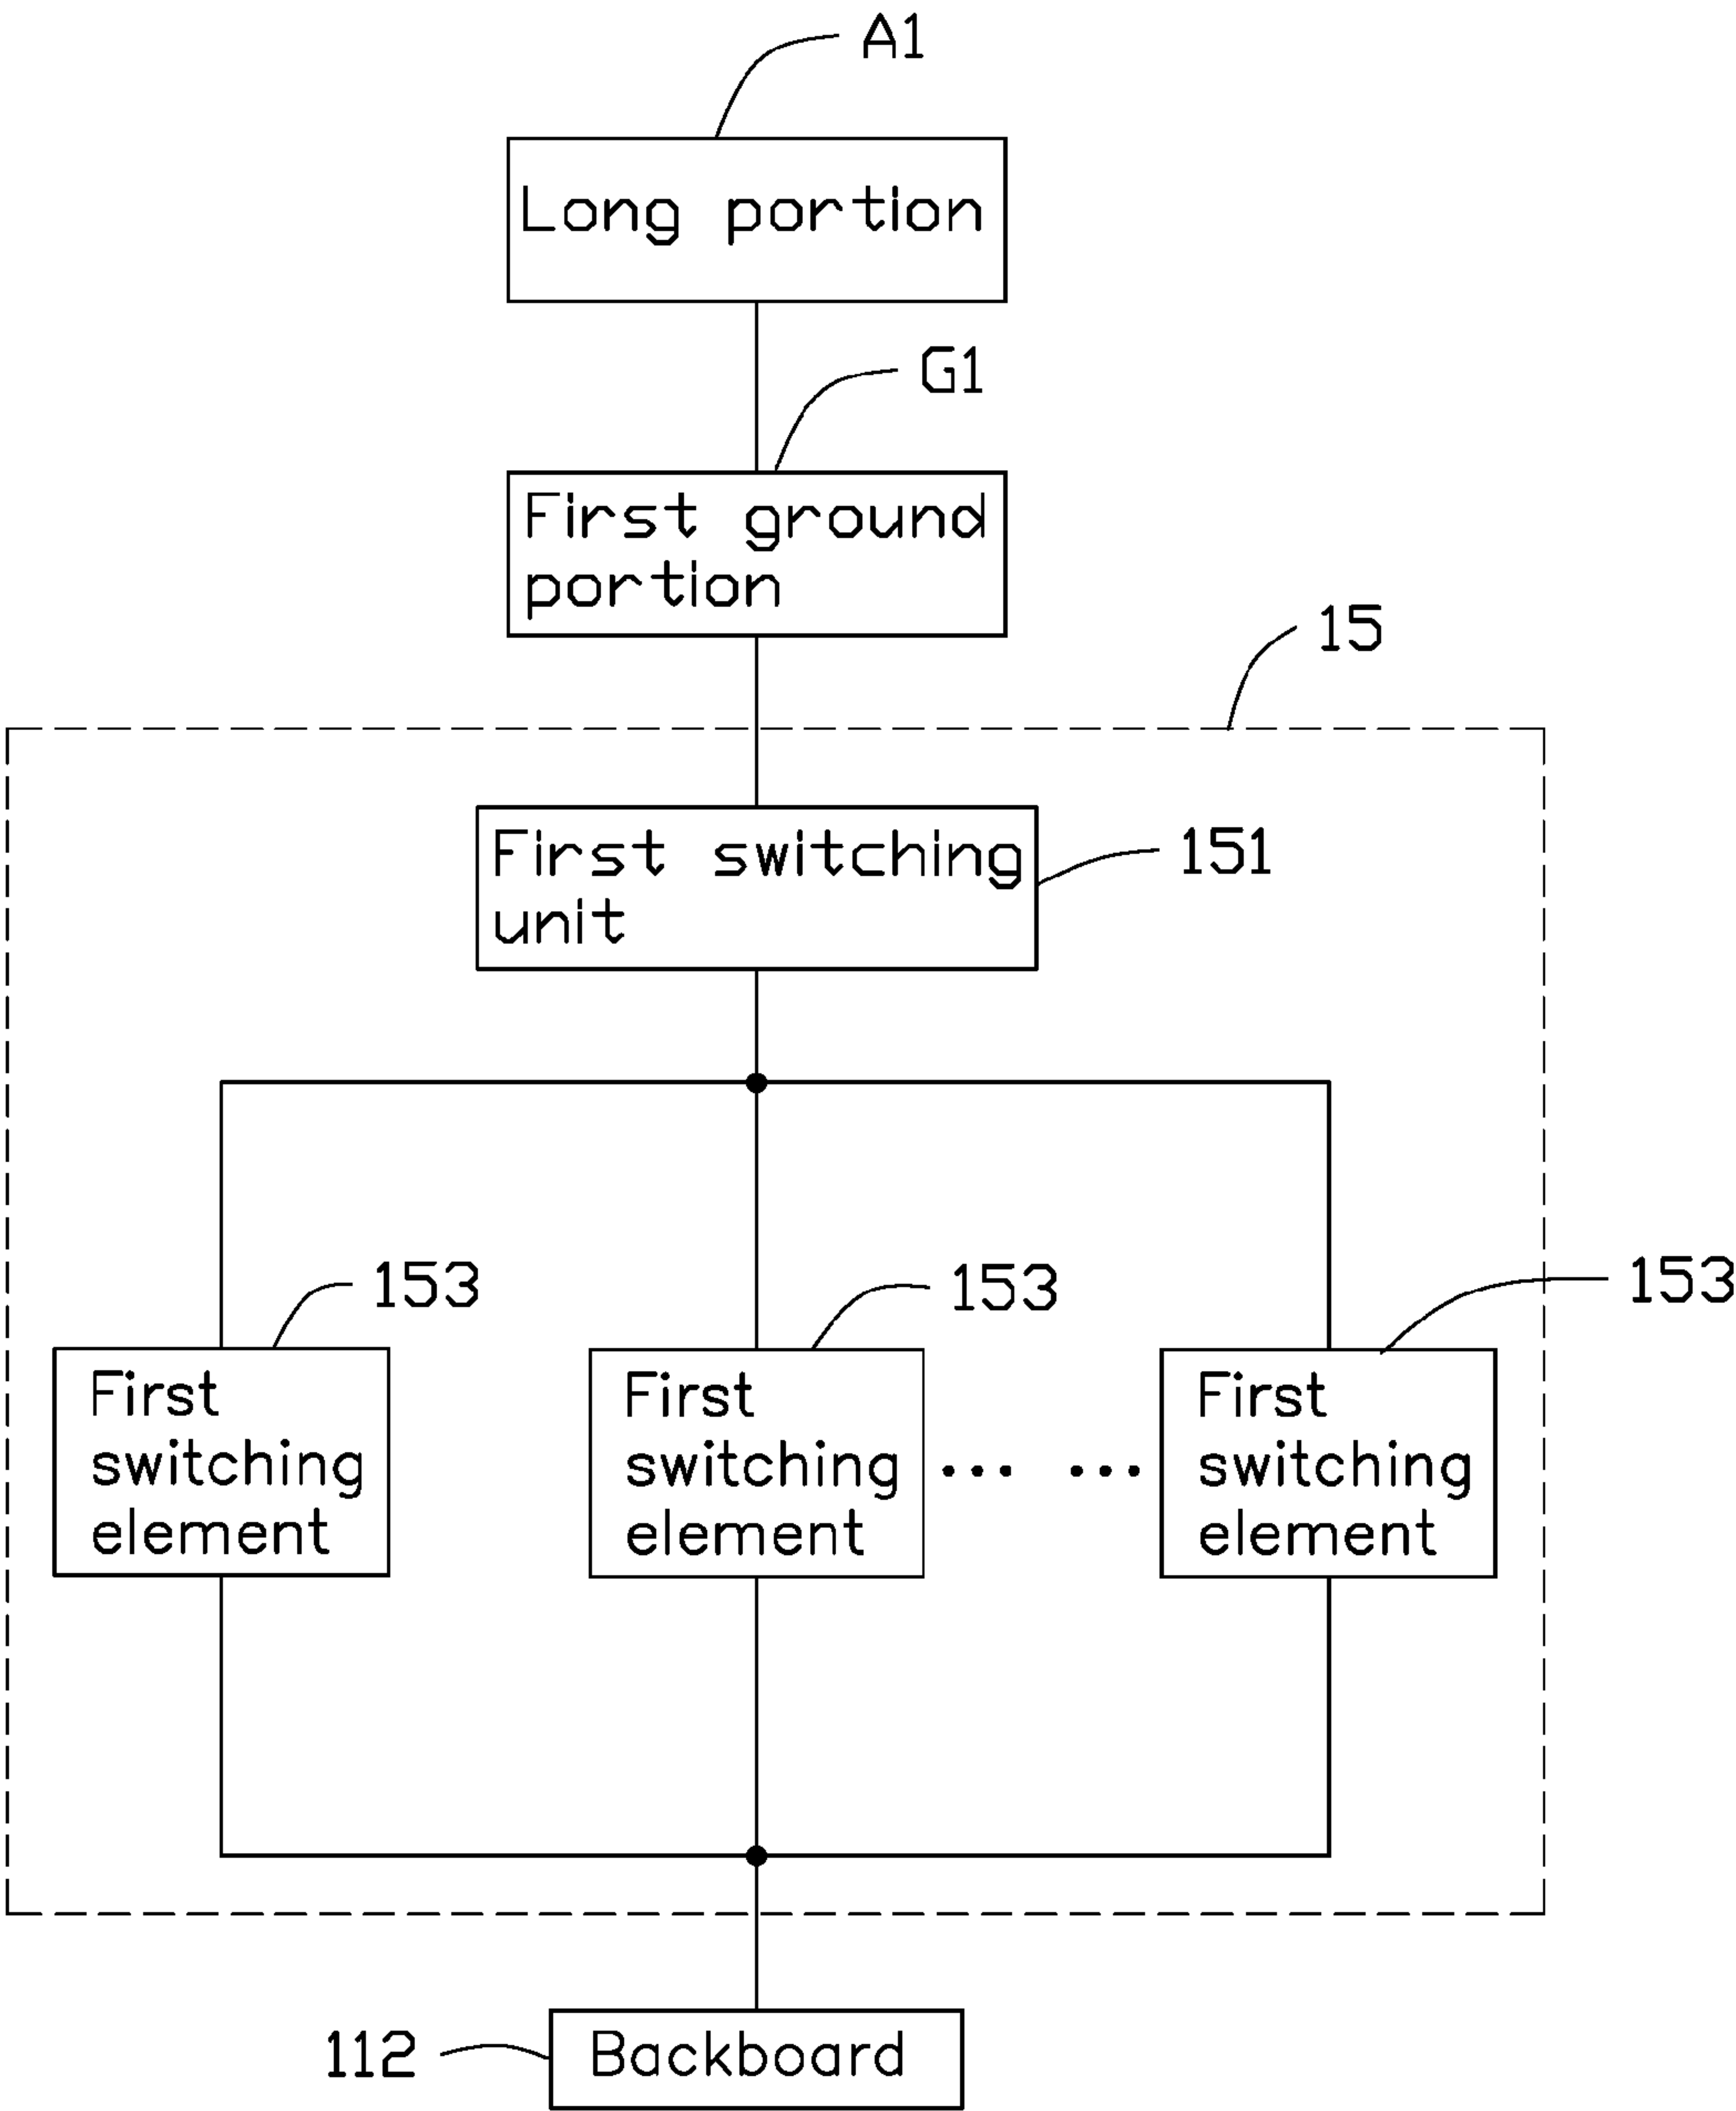 A1
Long portion
G1
First ground
portion
15
First switching
unit
151
153
153
153
First
switching
element
First
switching
element
... ...
First
switching
element
112
Backboard